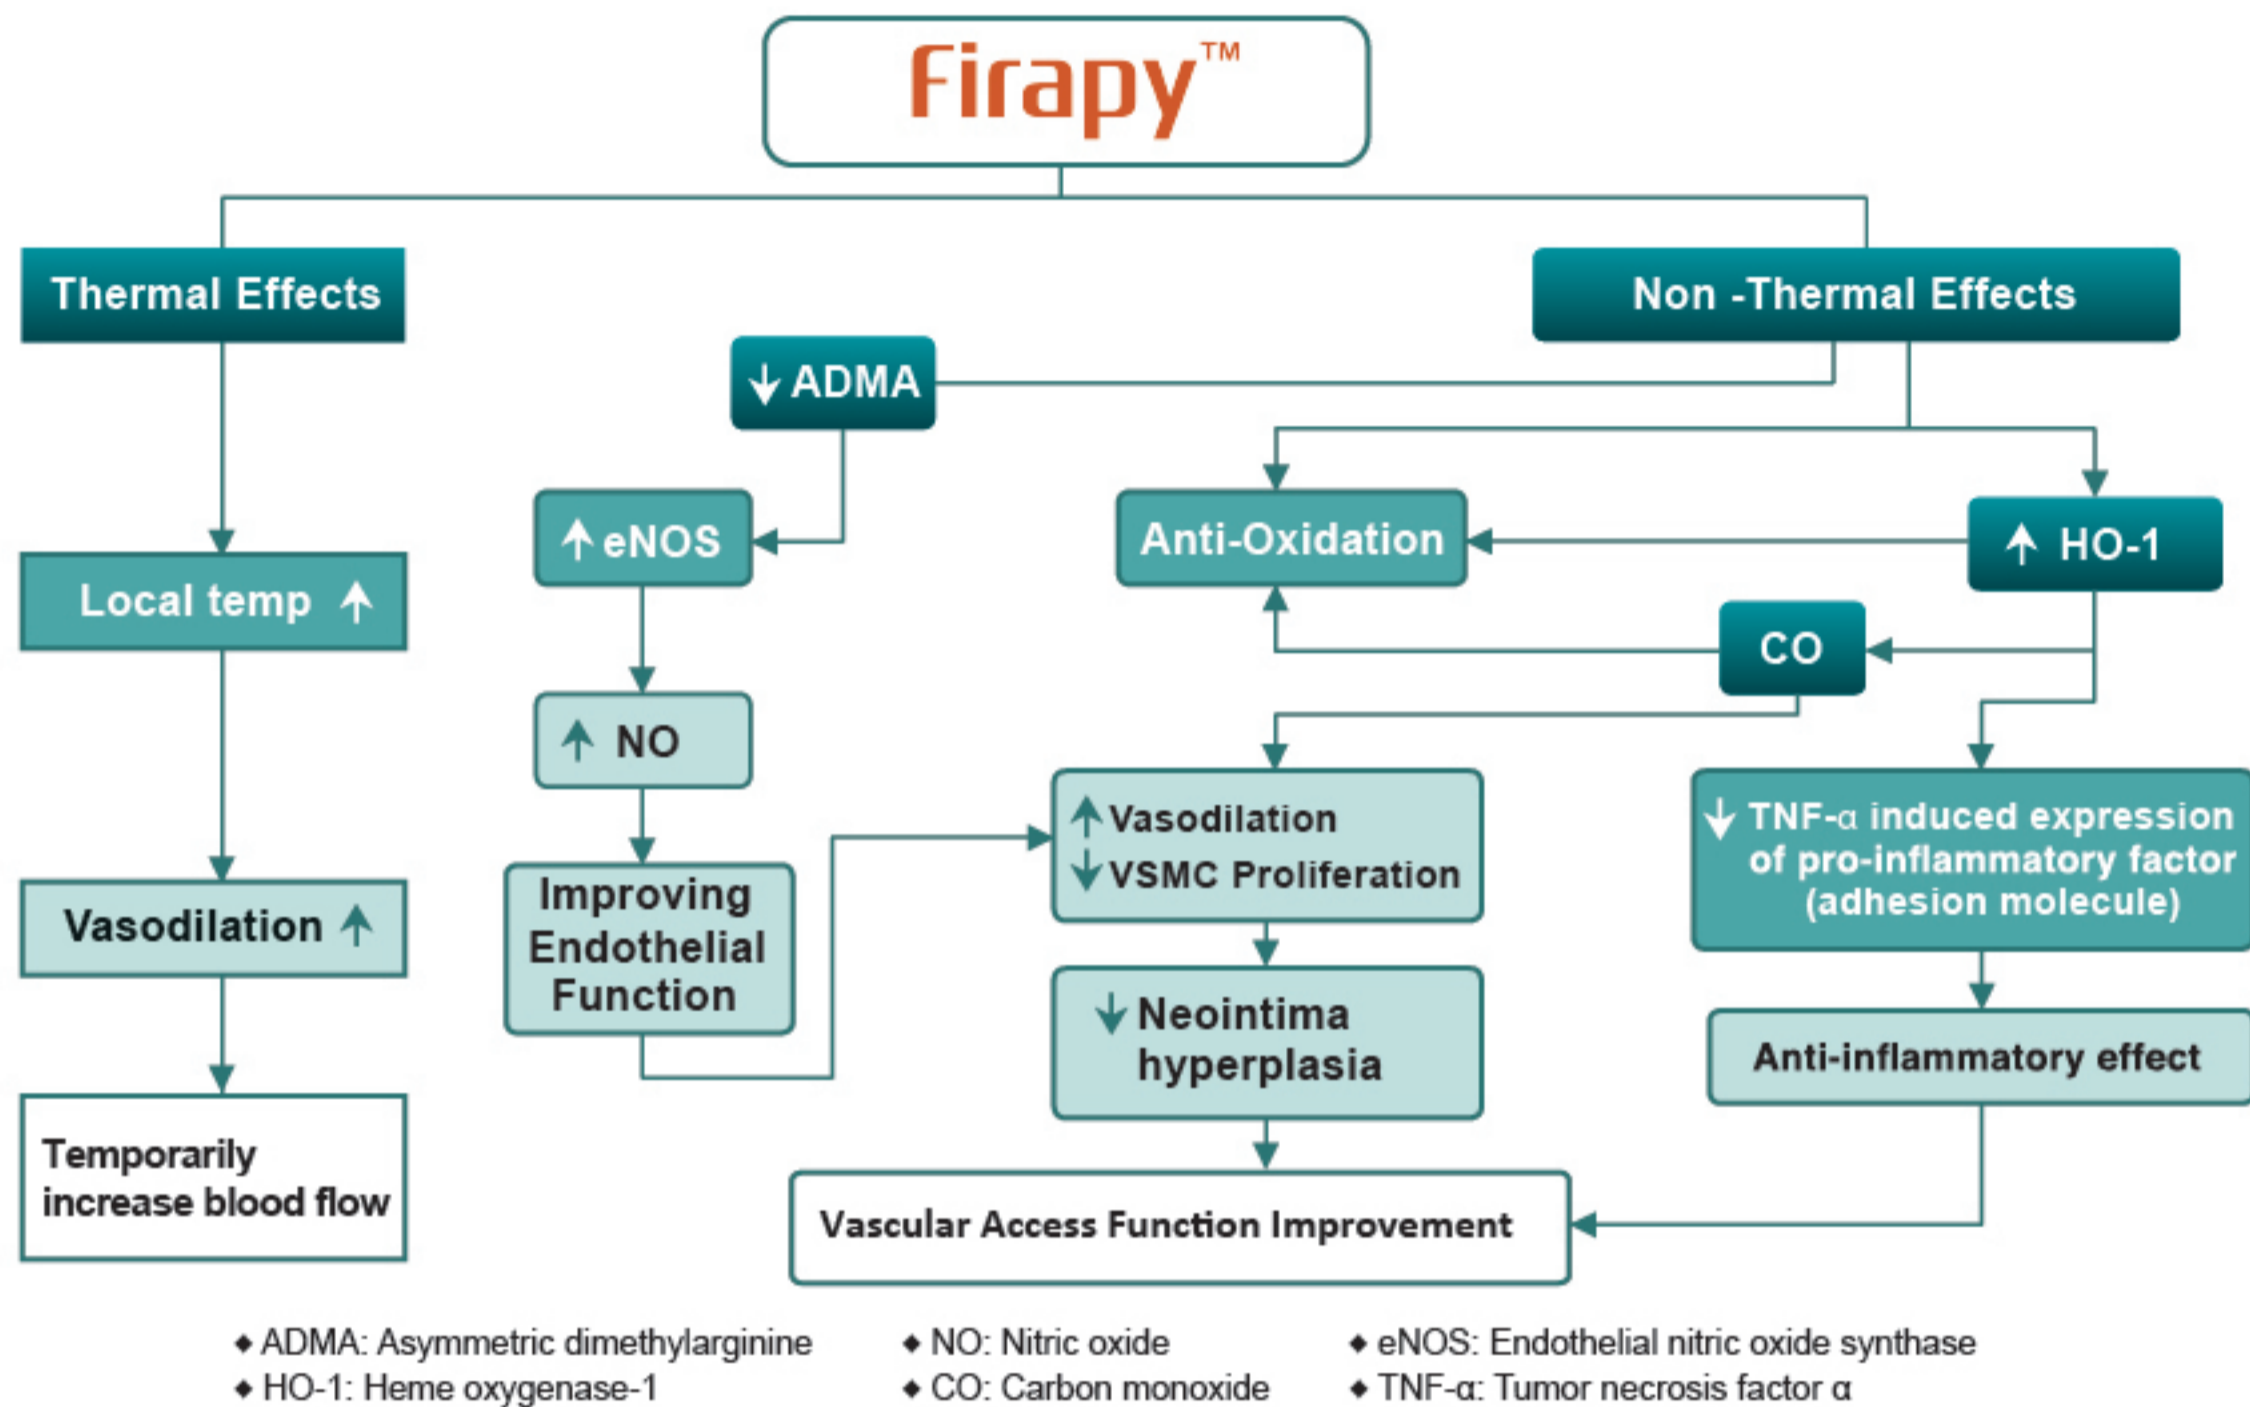 Firapy™
Thermal Effects
Non -Thermal Effects
↓ ADMA
↑ eNOS
Anti-Oxidation
↑ HO-1
Local temp ↑
CO
↑ NO
↑ Vasodilation
↓ VSMC Proliferation
↓ TNF-α induced expression
of pro-inflammatory factor
(adhesion molecule)
Improving
Endothelial
Function
Vasodilation ↑
↓ Neointima
hyperplasia
Anti-inflammatory effect
Temporarily
increase blood flow
Vascular Access Function Improvement
◆ ADMA: Asymmetric dimethylarginine
◆ NO: Nitric oxide
◆ eNOS: Endothelial nitric oxide synthase
◆ HO-1: Heme oxygenase-1
◆ CO: Carbon monoxide
◆ TNF-α: Tumor necrosis factor α